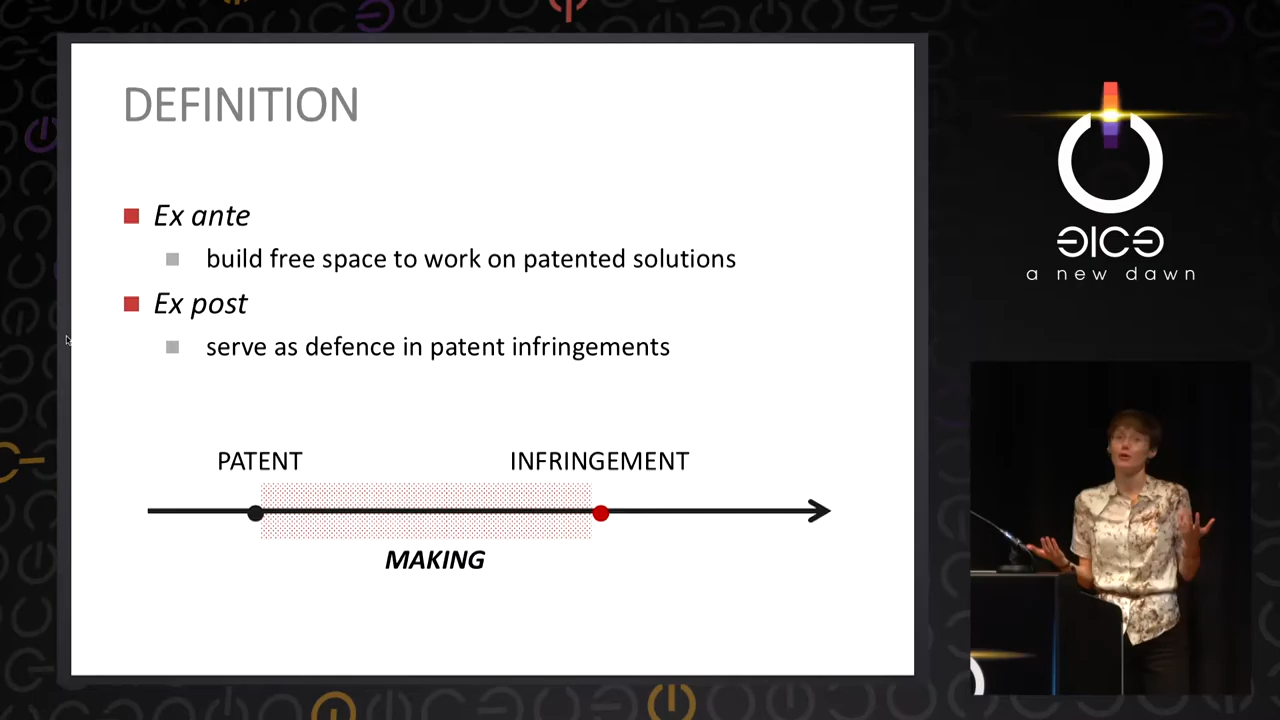 DEFINITION
Ex ante
build free space to work on patented solutions
Ex post
serve as defence in patent infringements
PATENT
INFRINGEMENT
MAKING
a new dawn